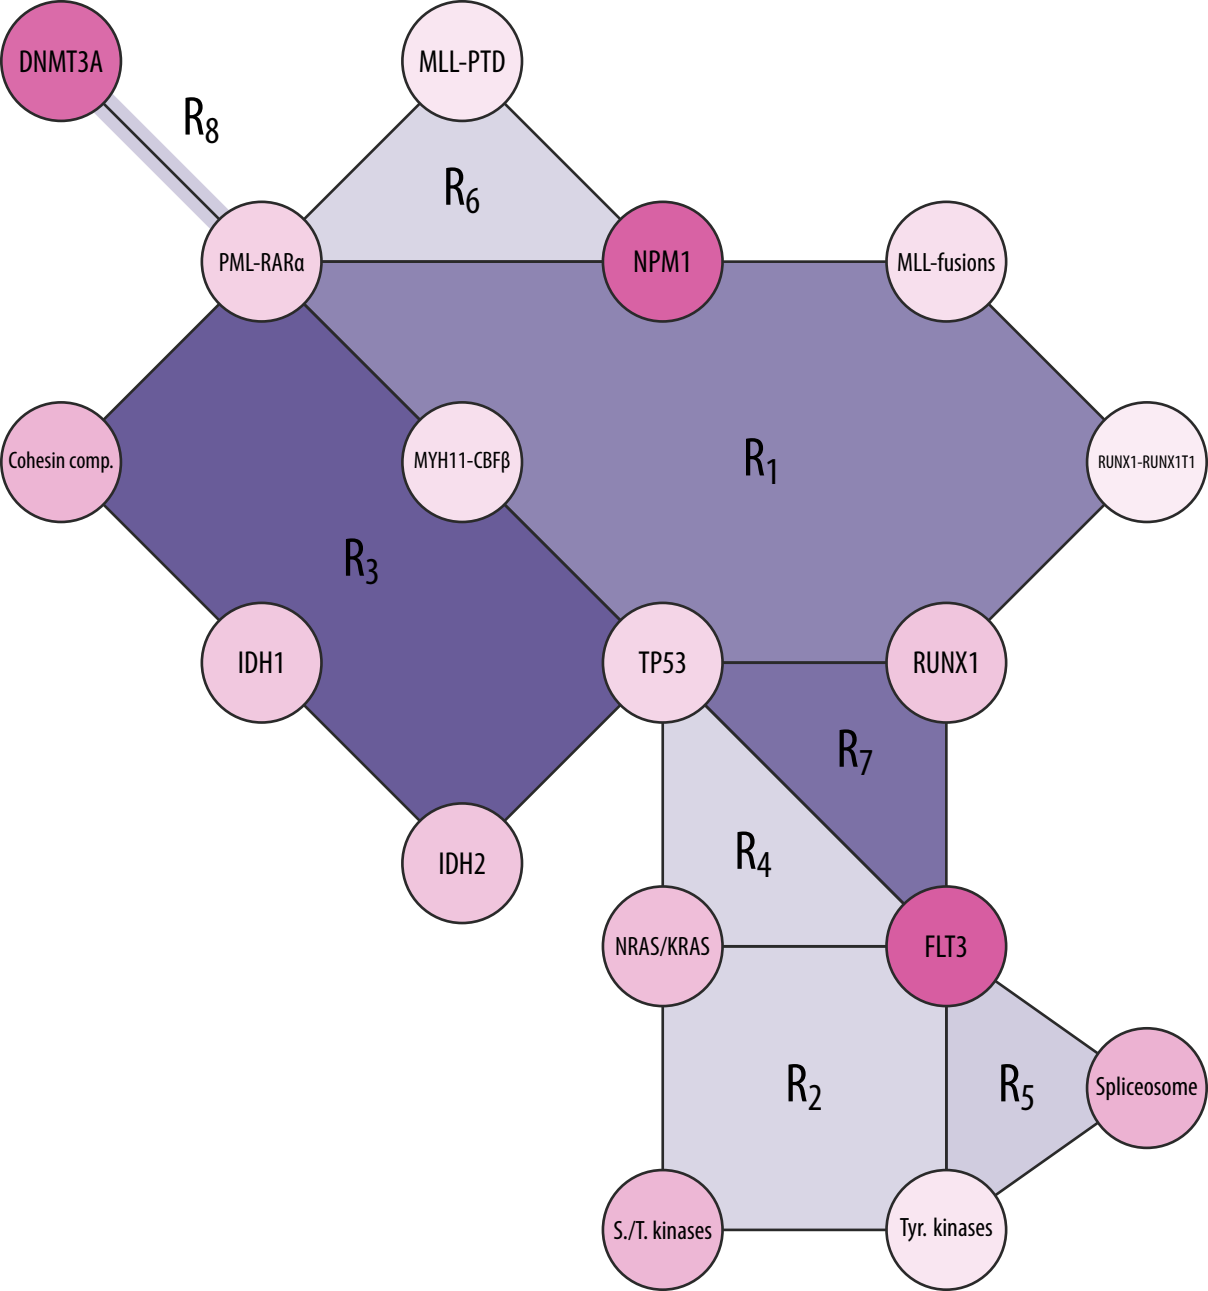 DNMT3A
MLL-PTD
R8
R6
PML-RARα
NPM1
MLL-fusions
Cohesin comp.
MYH11-CBFβ
R1
RUNX1-RUNX1T1
R3
IDH1
TP53
RUNX1
R7
R4
IDH2
NRAS/KRAS
FLT3
R2
R5
Spliceosome
S./T. kinases
Tyr. kinases